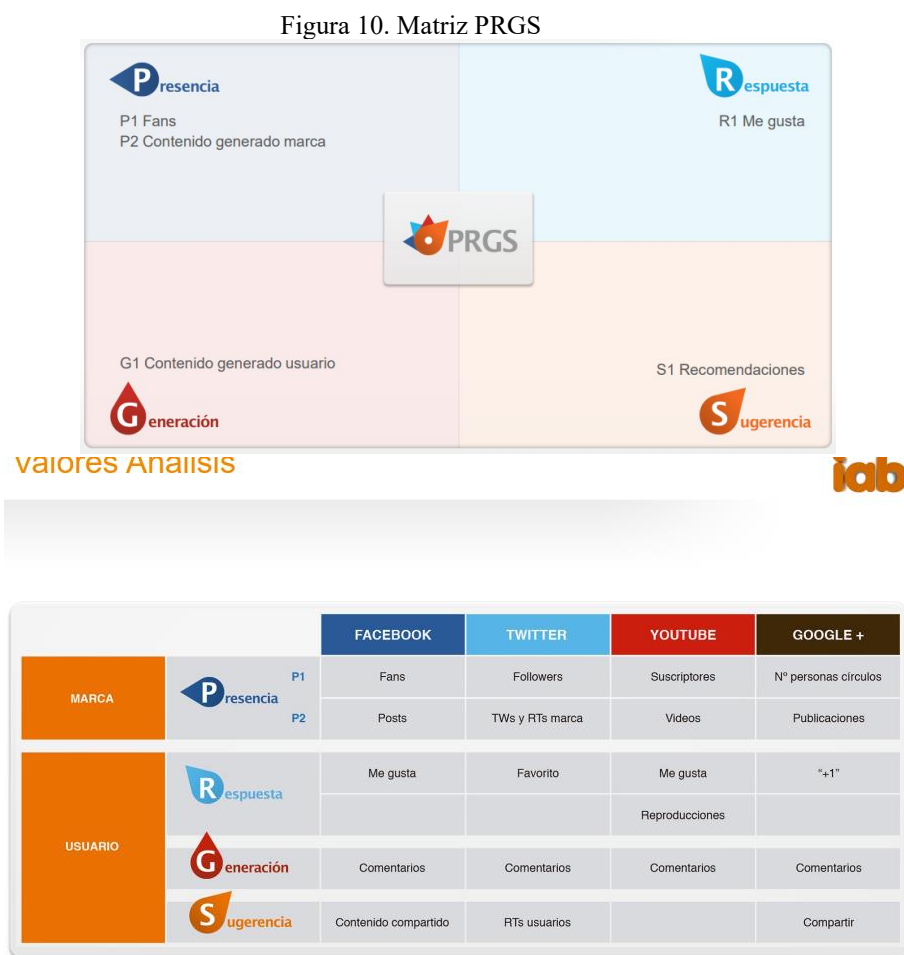 Figura 10. Matriz PRGS
Presencia
Respuesta
P1 Fans
R1 Me gusta
P2 Contenido generado marca
PRGS
G1 Contenido generado usuario
S1 Recomendaciones
Generación
Sugerencia
Valores Análisis
iab
FACEBOOK TWITTER YOUTUBE GOOGLE +
MARCA
Presencia
P1 Fans Followers Suscriptores Nº personas círculos
P2 Posts TWs y RTs marca Videos Publicaciones
USUARIO
Respuesta
Me gusta Favorito Me gusta “+1”
Reproducciones
Generación Comentarios Comentarios Comentarios Comentarios
Sugerencia Contenido compartido RTs usuarios Compartir